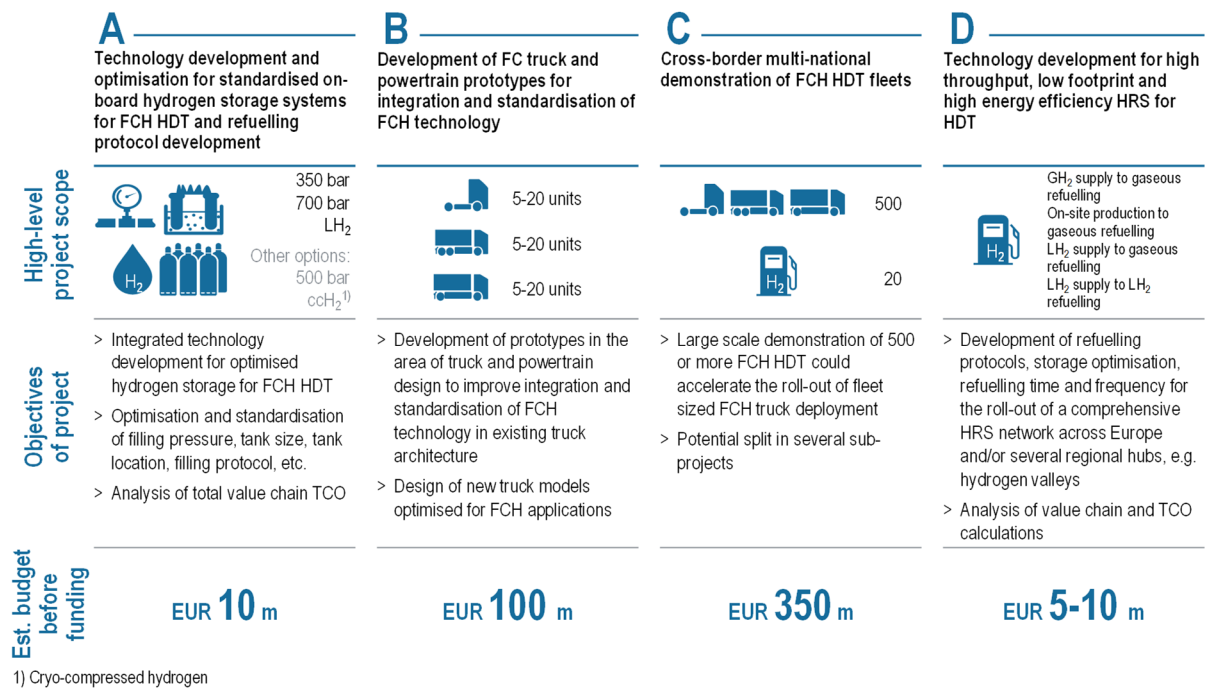 A
Technology development and
optimisation for standardised on-
board hydrogen storage systems
for FCH HDT and refuelling
protocol development
B
Development of FC truck and
powertrain prototypes for
integration and standardisation of
FCH technology
C
Cross-border multi-national
demonstration of FCH HDT fleets
D
Technology development for high
throughput, low footprint and
high energy efficiency HRS for
HDT
High-level
project scope
H2
350 bar
700 bar
LH2
Other options:
500 bar
ccH2 1)
5-20 units
5-20 units
5-20 units
500
H2
20
H2
GH2 supply to gaseous
refuelling
On-site production to
gaseous refuelling
LH2 supply to gaseous
refuelling
LH2 supply to LH2
refuelling
Objectives
of project
> Integrated technology
development for optimised
hydrogen storage for FCH HDT
> Optimisation and standardisation
of filling pressure, tank size, tank
location, filling protocol, etc.
> Analysis of total value chain TCO
> Development of prototypes in the
area of truck and powertrain
design to improve integration and
standardisation of FCH
technology in existing truck
architecture
> Design of new truck models
optimised for FCH applications
> Large scale demonstration of 500
or more FCH HDT could
accelerate the roll-out of fleet
sized FCH truck deployment
> Potential split in several sub-
projects
> Development of refuelling
protocols, storage optimisation,
refuelling time and frequency for
the roll-out of a comprehensive
HRS network across Europe
and/or several regional hubs, e.g.
hydrogen valleys
> Analysis of value chain and TCO
calculations
Est. budget
before
funding
EUR 10 m
EUR 100 m
EUR 350 m
EUR 5-10 m
1) Cryo-compressed hydrogen